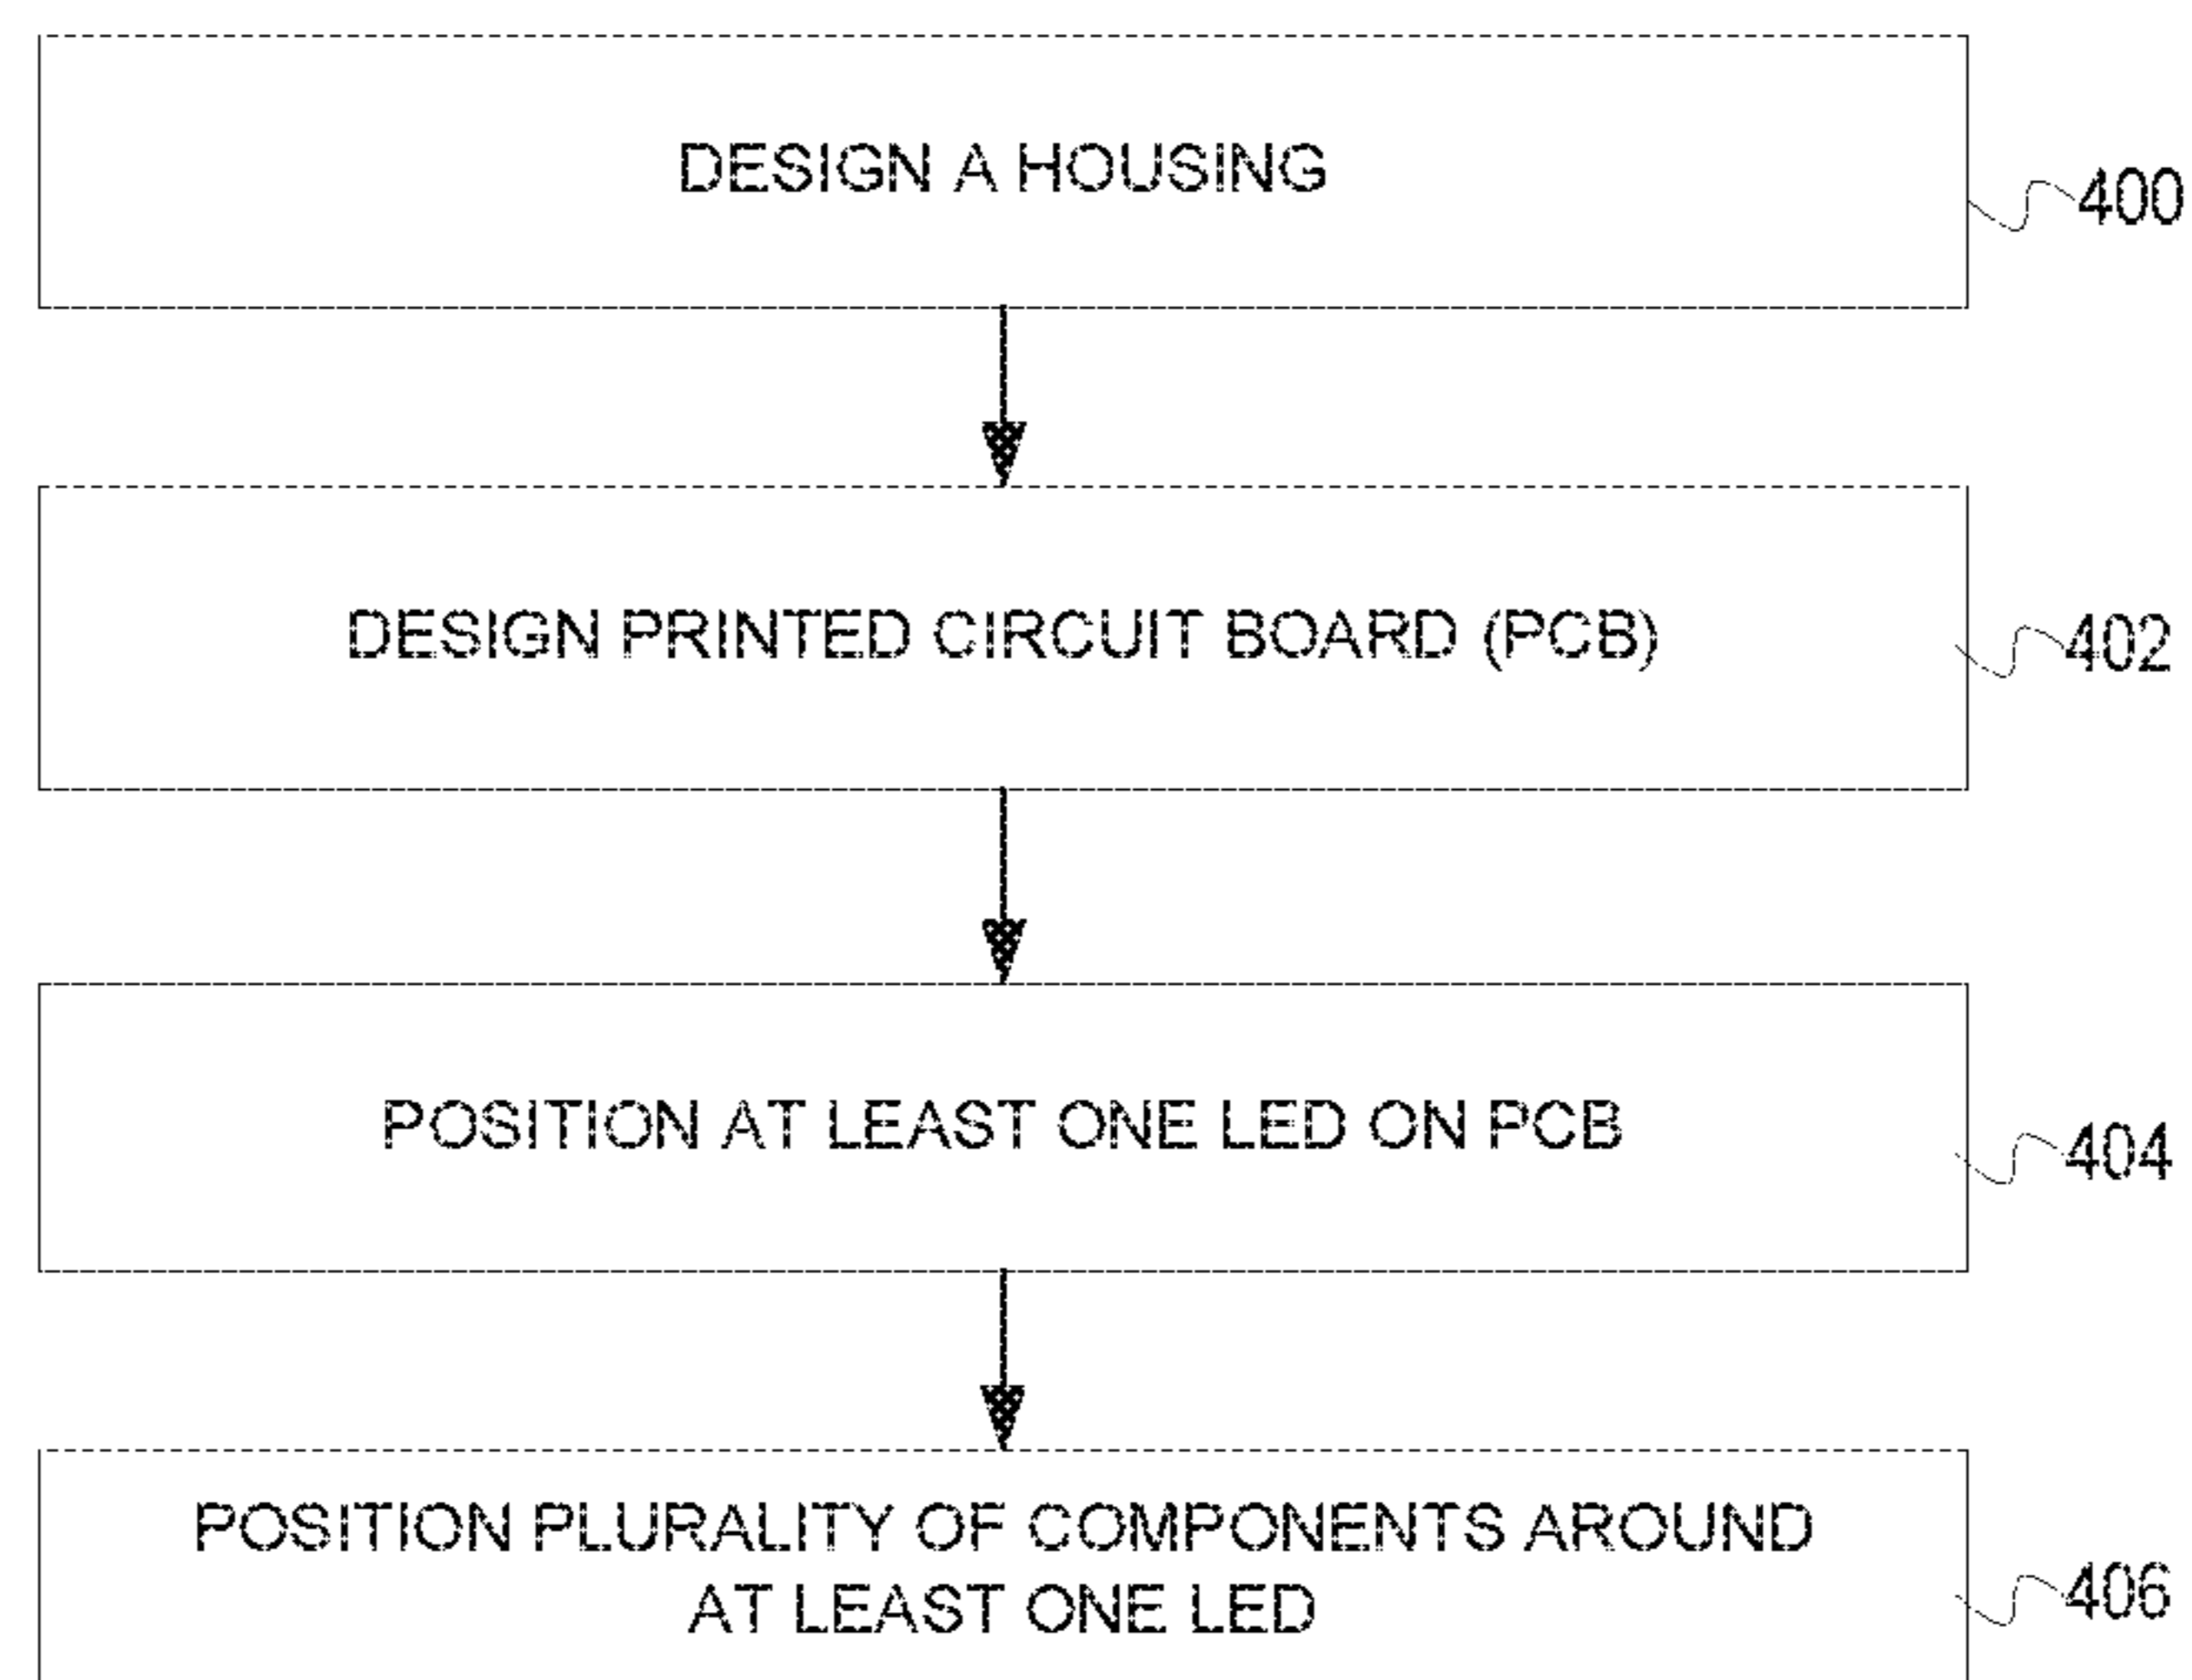 DESIGN A HOUSING
400
DESIGN PRINTED CIRCUIT BOARD (PCB)
402
POSITION AT LEAST ONE LED ON PCB
404
POSITION PLURALITY OF COMPONENTS AROUND
AT LEAST ONE LED
406